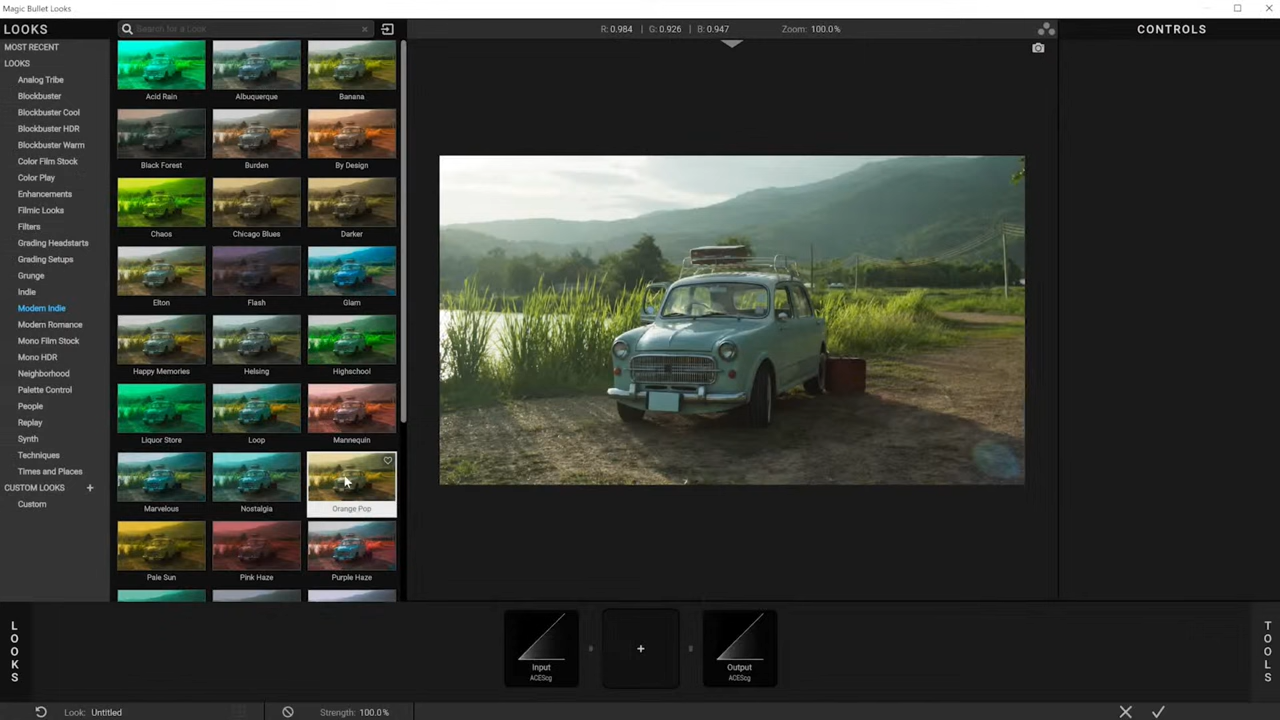 Magic Bullet Looks
LOOKS
Search for a Look
R: 0.984 | G: 0.926 | B: 0.947
Zoom: 100.0%
CONTROLS
MOST RECENT
LOOKS
Analog Tribe
Blockbuster
Blockbuster Cool
Blockbuster HDR
Blockbuster Warm
Color Film Stock
Color Play
Enhancements
Filmic Looks
Filters
Grading Headstarts
Grading Setups
Grunge
Indie
Modern Indie
Modern Romance
Mono Film Stock
Mono HDR
Neighborhood
Palette Control
People
Replay
Synth
Techniques
Times and Places
CUSTOM LOOKS +
Custom
Acid Rain
Albuquerque
Banana
Black Forest
Burden
By Design
Chaos
Chicago Blues
Darker
Elton
Flash
Glam
Happy Memories
Helsing
Highschool
Liquor Store
Loop
Mannequin
Marvelous
Nostalgia
Orange Pop
Pale Sun
Pink Haze
Purple Haze
LOOKS
Input
ACEScg
+
Output
ACEScg
TOOLS
Look: Untitled
Strength: 100.0%